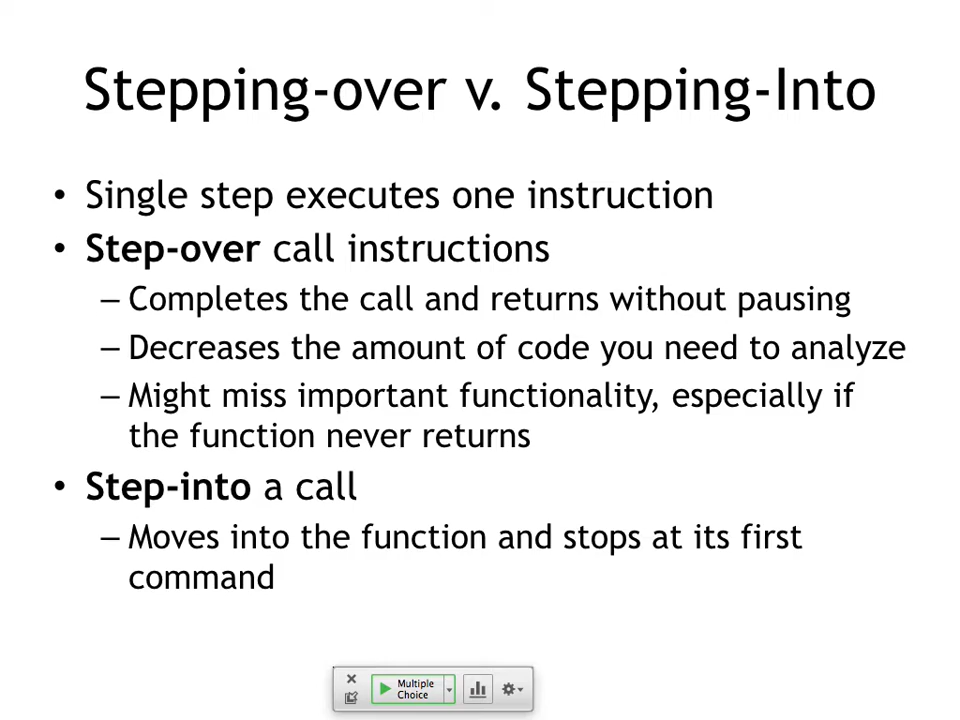 Stepping-over v. Stepping-Into
• Single step executes one instruction
• Step-over call instructions
– Completes the call and returns without pausing
– Decreases the amount of code you need to analyze
– Might miss important functionality, especially if
the function never returns
• Step-into a call
– Moves into the function and stops at its first
command
Multiple
Choice